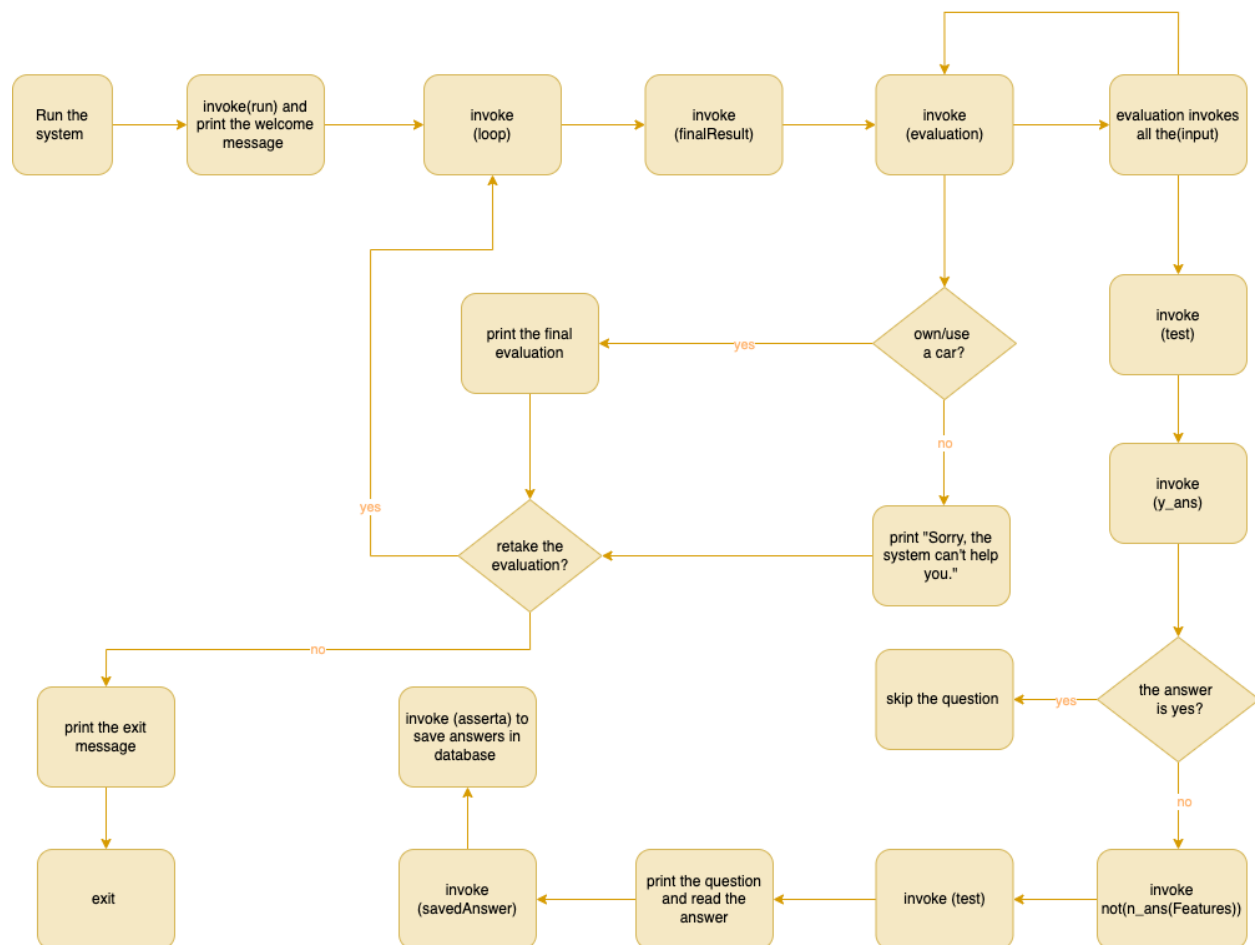 Run the
system
invoke(run) and
print the welcome
message
invoke
(loop)
invoke
(finalResult)
invoke
(evaluation)
evaluation invokes
all the(input)
print the final
evaluation
yes
own/use
a car?
invoke
(test)
no
invoke
(y_ans)
yes
retake the
evaluation?
print "Sorry, the
system can't help
you."
no
skip the question
yes
the answer
is yes?
print the exit
message
invoke (asserta) to
save answers in
database
no
exit
invoke
(savedAnswer)
print the question
and read the
answer
invoke (test)
invoke
not(n_ans(Features))